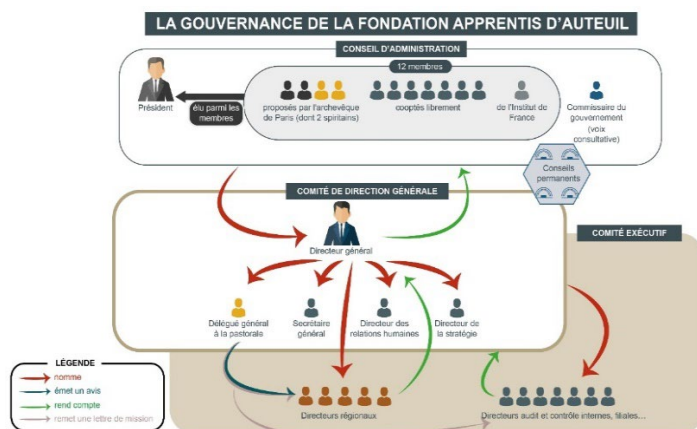 LA GOUVERNANCE DE LA FONDATION APPRENTIS D'AUTEUIL
CONSEIL D'ADMINISTRATION
12 membres
Président
élu parmi les
membres
proposés par l'archevêque
de Paris (dont 2 spiritains)
cooptés librement
de l'Institut de
France
Commissaire du
gouvernement
(voix
consultative)
Conseils
permanents
COMITÉ DE DIRECTION GÉNÉRALE
Directeur général
COMITÉ EXÉCUTIF
Délégué général
à la pastorale
Secrétaire
général
Directeur des
relations humaines
Directeur de
la stratégie
LÉGENDE
nomme
émet un avis
rend compte
remet une lettre de mission
Directeurs régionaux
Directeurs audit et contrôle internes, filiales...